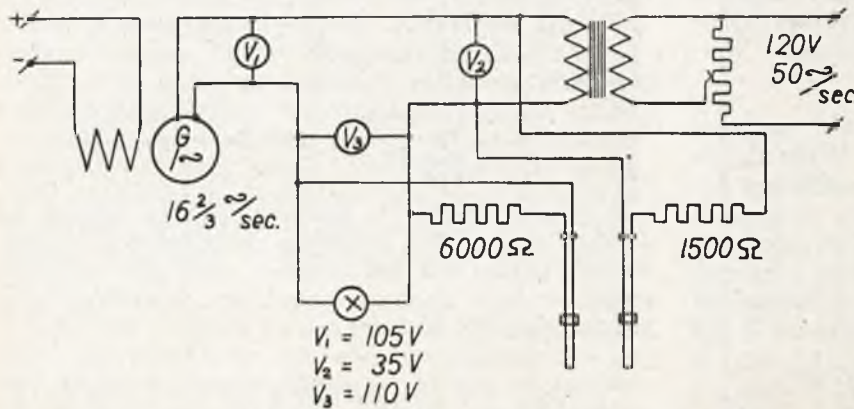 +
-
V₁
V₂
120V
50~/sec
G
~
V₃
16 2/3 ~/sec.
6000Ω
1500Ω
V₁ = 105V
V₂ = 35V
V₃ = 110V